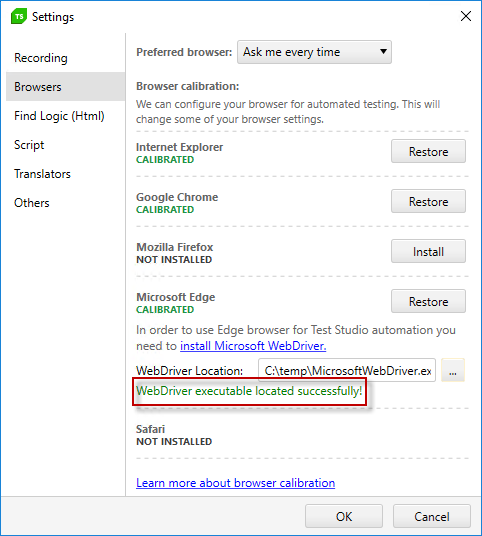 TS Settings
Recording
Browsers
Find Logic (Html)
Script
Translators
Others
Preferred browser: Ask me every time
Browser calibration:
We can configure your browser for automated testing. This will
change some of your browser settings.
Internet Explorer
CALIBRATED
Restore
Google Chrome
CALIBRATED
Restore
Mozilla Firefox
NOT INSTALLED
Install
Microsoft Edge
CALIBRATED
Restore
In order to use Edge browser for Test Studio automation you
need to install Microsoft WebDriver.
WebDriver Location: C:\temp\MicrosoftWebDriver.ex ...
WebDriver executable located successfully!
Safari
NOT INSTALLED
Learn more about browser calibration
OK Cancel